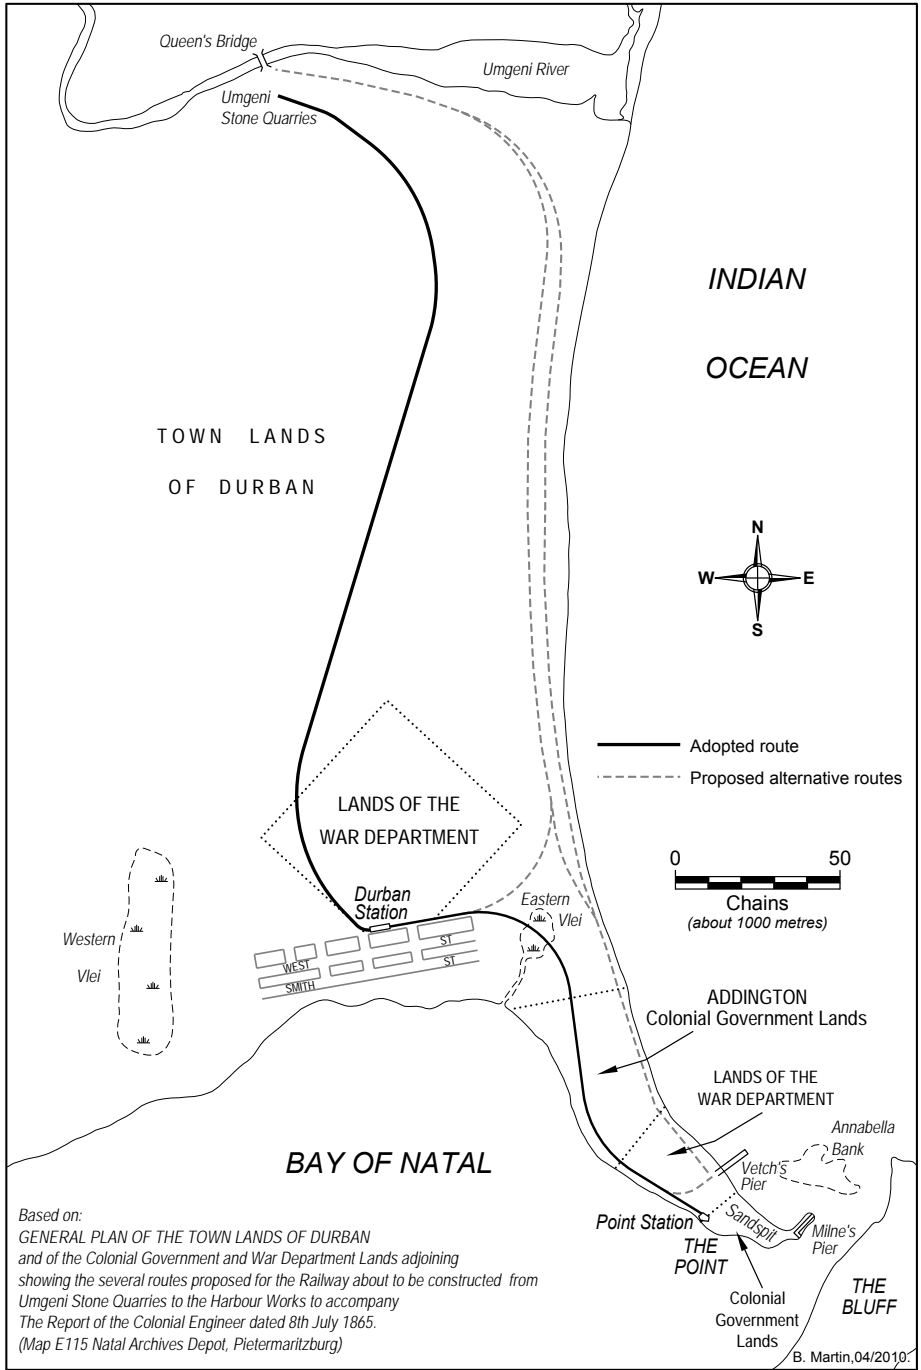 Queen's Bridge
Umgeni River
Umgeni
Stone Quarries
INDIAN
OCEAN
TOWN LANDS
OF DURBAN
N
W
E
S
Adopted route
Proposed alternative routes
LANDS OF THE
WAR DEPARTMENT
0
50
Chains
(about 1000 metres)
Durban
Station
Eastern
Vlei
Western
Vlei
WEST
ST
SMITH
ST
ADDINGTON
Colonial Government Lands
LANDS OF THE
WAR DEPARTMENT
Annabella
Bank
BAY OF NATAL
Vetch's
Pier
Point Station
THE
POINT
Sandspit
Milne's
Pier
Colonial
Government
Lands
THE
BLUFF
Based on:
GENERAL PLAN OF THE TOWN LANDS OF DURBAN
and of the Colonial Government and War Department Lands adjoining
showing the several routes proposed for the Railway about to be constructed from
Umgeni Stone Quarries to the Harbour Works to accompany
The Report of the Colonial Engineer dated 8th July 1865.
(Map E115 Natal Archives Depot, Pietermaritzburg)
B. Martin,04/2010.